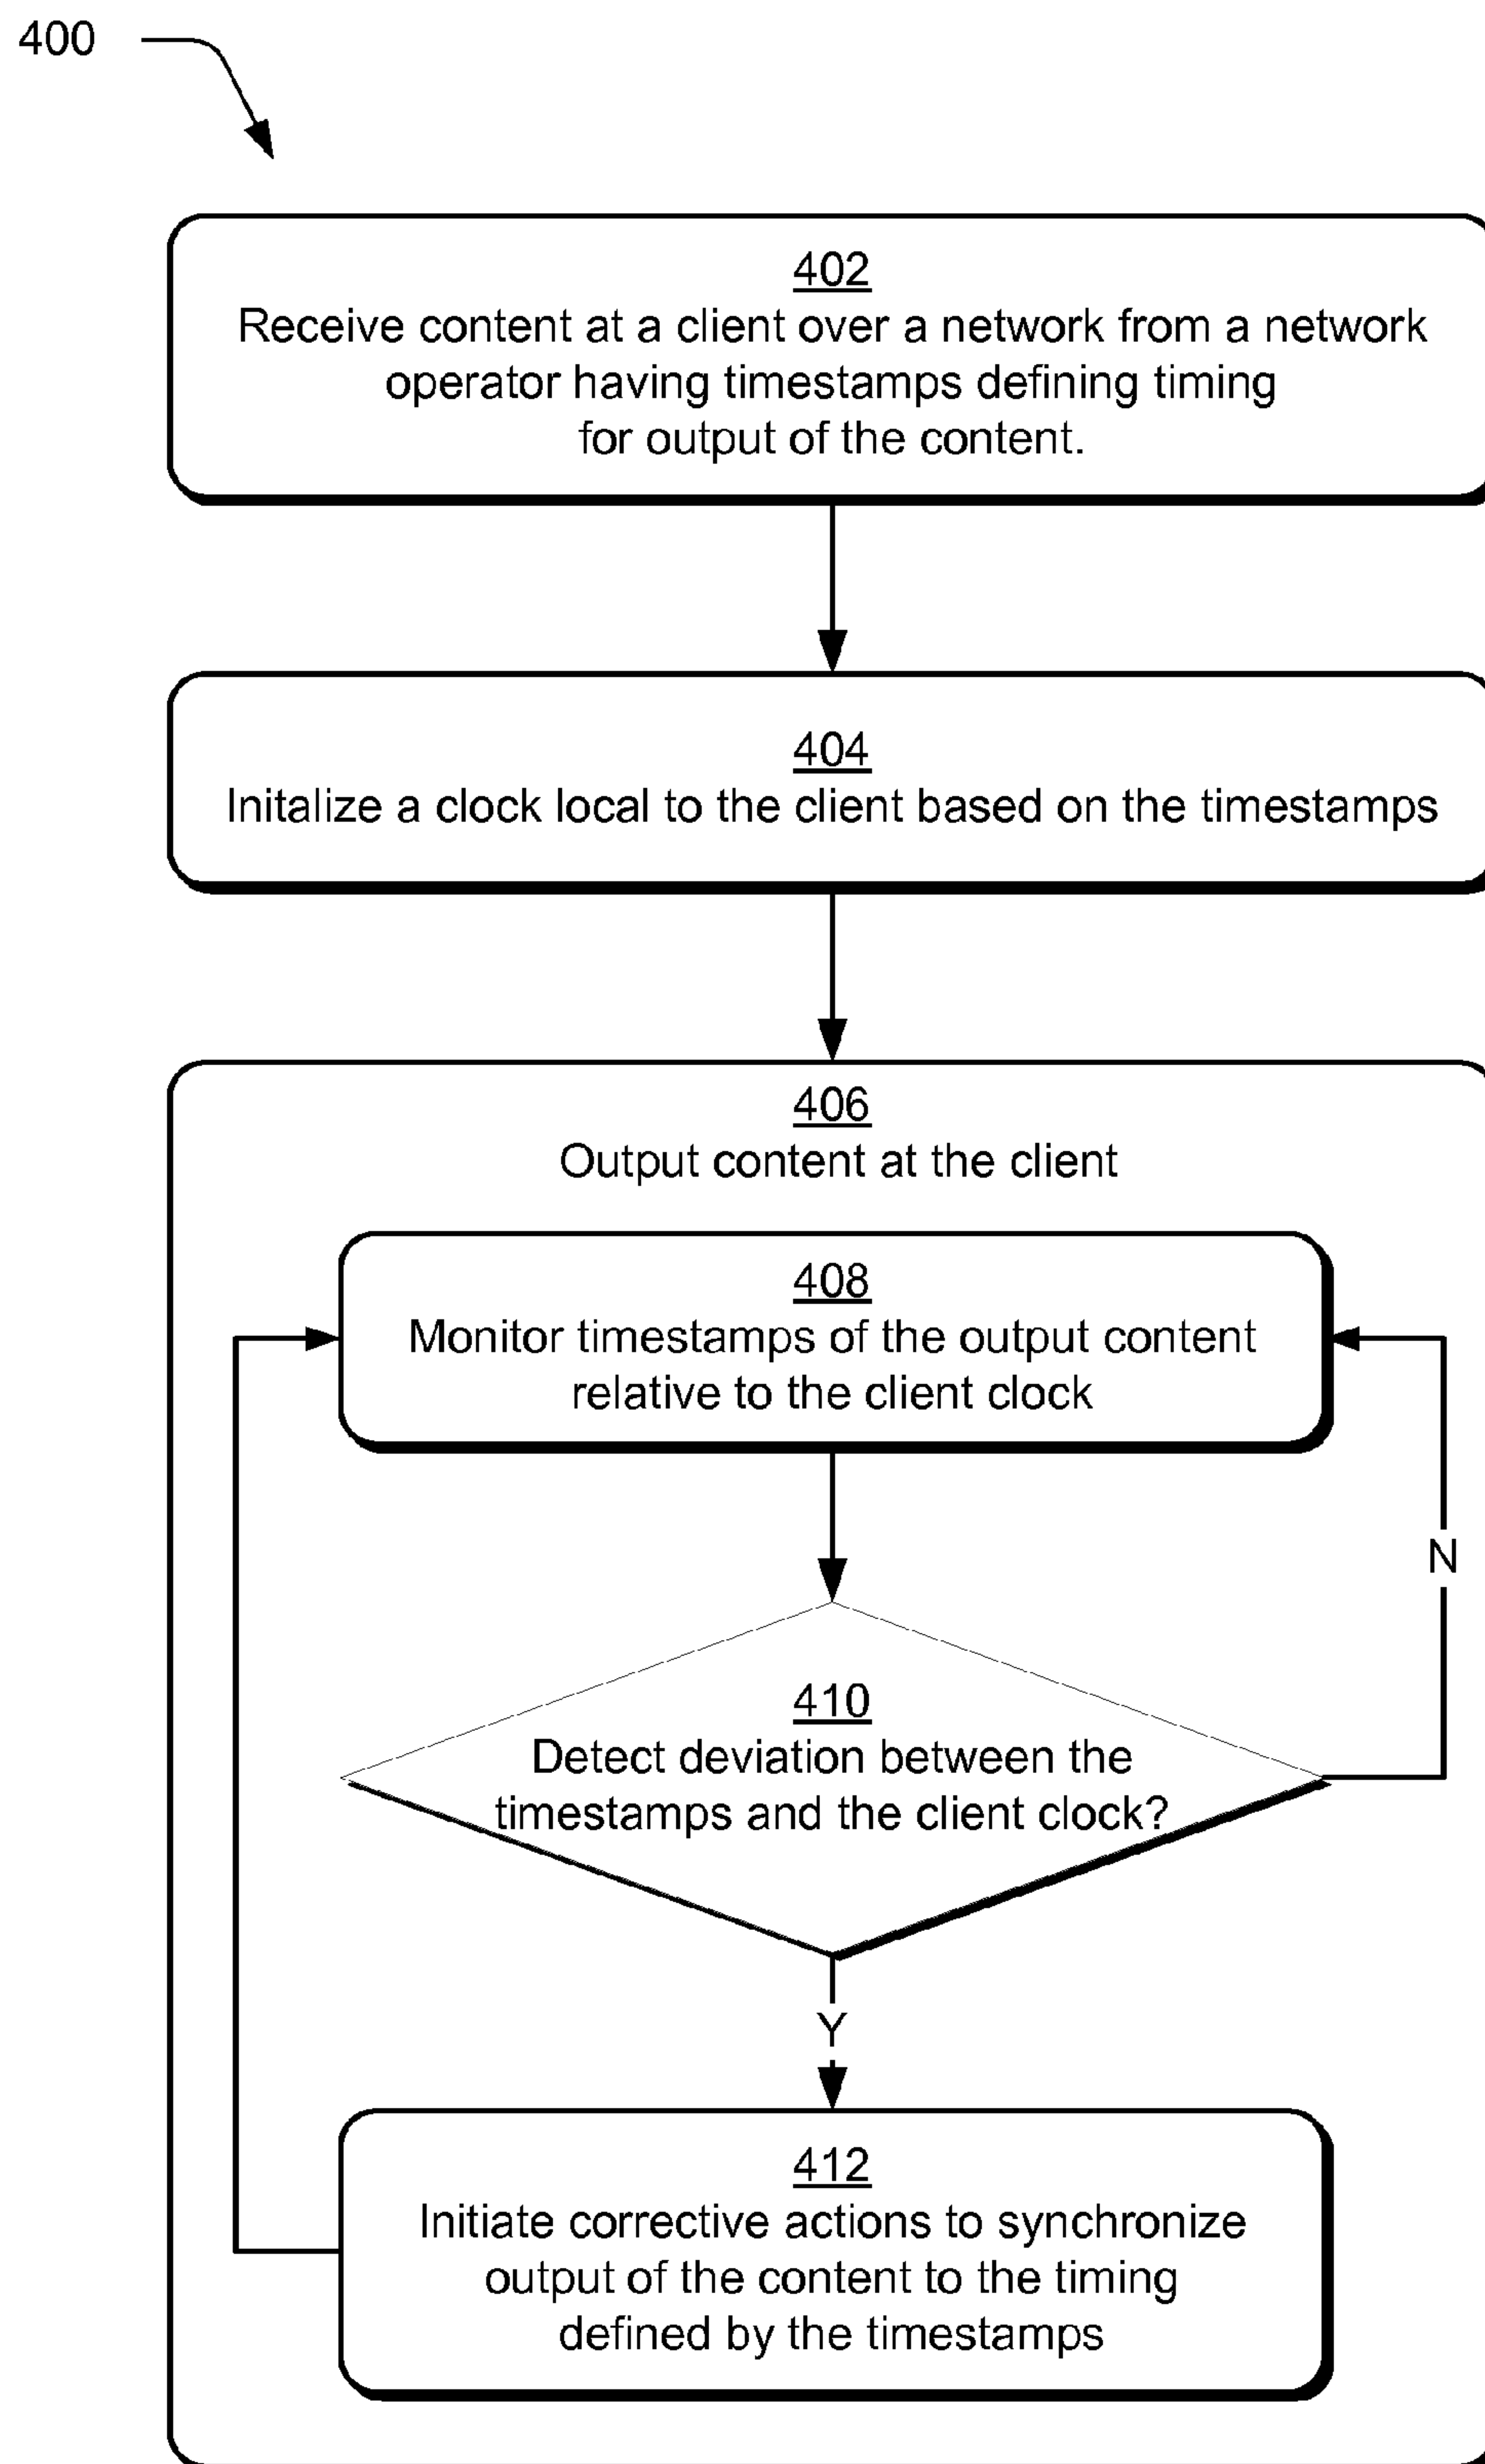 400
402
Receive content at a client over a network from a network
operator having timestamps defining timing
for output of the content.
404
Initalize a clock local to the client based on the timestamps
406
Output content at the client
408
Monitor timestamps of the output content
relative to the client clock
N
410
Detect deviation between the
timestamps and the client clock?
Y
412
Initiate corrective actions to synchronize
output of the content to the timing
defined by the timestamps